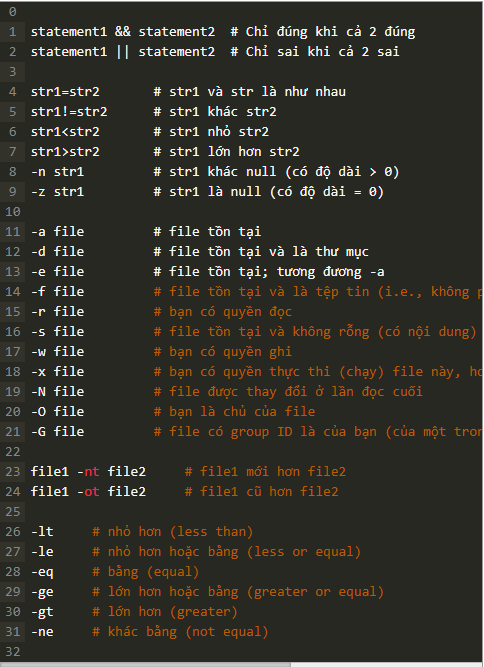 0
1 statement1 && statement2 # Chỉ đúng khi cả 2 đúng
2 statement1 || statement2 # Chỉ sai khi cả 2 sai
3
4 str1=str2 # str1 và str là như nhau
5 str1!=str2 # str1 khác str2
6 str1<str2 # str1 nhỏ str2
7 str1>str2 # str1 lớn hơn str2
8 -n str1 # str1 khác null (có độ dài > 0)
9 -z str1 # str1 là null (có độ dài = 0)
10
11 -a file # file tồn tại
12 -d file # file tồn tại và là thư mục
13 -e file # file tồn tại; tương đương -a
14 -f file # file tồn tại và là tệp tin (i.e., không
15 -r file # bạn có quyền đọc
16 -s file # file tồn tại và không rỗng (có nội dung)
17 -w file # bạn có quyền ghi
18 -x file # bạn có quyền thực thi (chạy) file này,
19 -N file # file được thay đổi ở lần đọc cuối
20 -O file # bạn là chủ của file
21 -G file # file có group ID là của bạn (của một
22
23 file1 -nt file2 # file1 mới hơn file2
24 file1 -ot file2 # file1 cũ hơn file2
25
26 -lt # nhỏ hơn (less than)
27 -le # nhỏ hơn hoặc bằng (less or equal)
28 -eq # bằng (equal)
29 -ge # lớn hơn hoặc bằng (greater or equal)
30 -gt # lớn hơn (greater)
31 -ne # khác bằng (not equal)
32